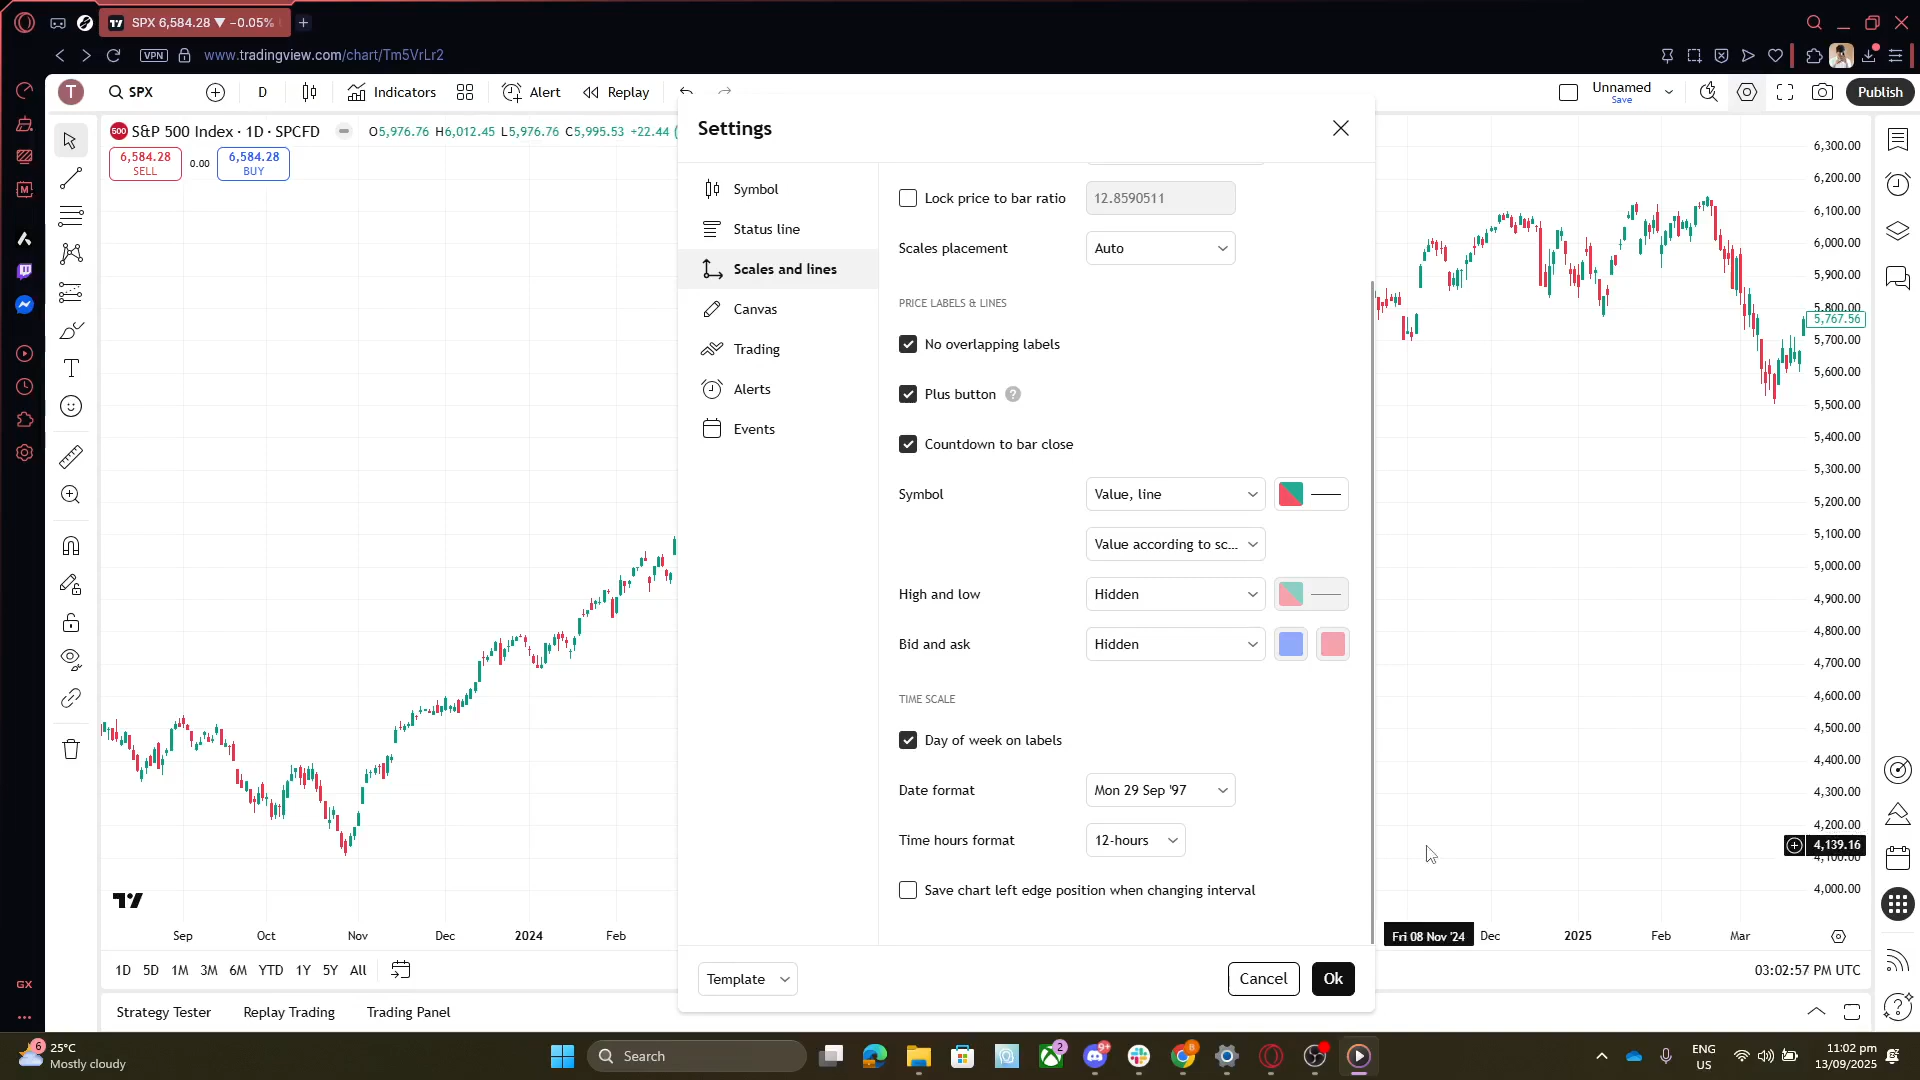 SPX 6,584.28 ▼ −0.05%
VPN
www.tradingview.com/chart/Tm5VrLr2
T
SPX
D
Indicators
Alert
Replay
Unnamed
Save
Publish
500
S&P 500 Index · 1D · SPCFD
O5,976.76 H6,012.45 L5,976.76 C5,995.53 +22.44
6,584.28
SELL
0.00
6,584.28
BUY
Settings
Symbol
Status line
Scales and lines
Canvas
Trading
Alerts
Events
Lock price to bar ratio
12.8590511
Scales placement
Auto
PRICE LABELS & LINES
No overlapping labels
Plus button
?
Countdown to bar close
Symbol
Value, line
Value according to sc...
High and low
Hidden
Bid and ask
Hidden
TIME SCALE
Day of week on labels
Date format
Mon 29 Sep '97
Time hours format
12-hours
Save chart left edge position when changing interval
Template
Cancel
Ok
6,300.00
6,200.00
6,100.00
6,000.00
5,900.00
5,800.00
5,767.56
5,700.00
5,600.00
5,500.00
5,400.00
5,300.00
5,200.00
5,100.00
5,000.00
4,900.00
4,800.00
4,700.00
4,600.00
4,500.00
4,400.00
4,300.00
4,200.00
4,139.16
4,100.00
4,000.00
Sep
Oct
Nov
Dec
2024
Feb
Fri 08 Nov '24
Dec
2025
Feb
Mar
1D
5D
1M
3M
6M
YTD
1Y
5Y
All
03:02:57 PM UTC
Strategy Tester
Replay Trading
Trading Panel
GX
6
25°C
Mostly cloudy
Search
2
9+
8
ENG
US
11:02 pm
13/09/2025